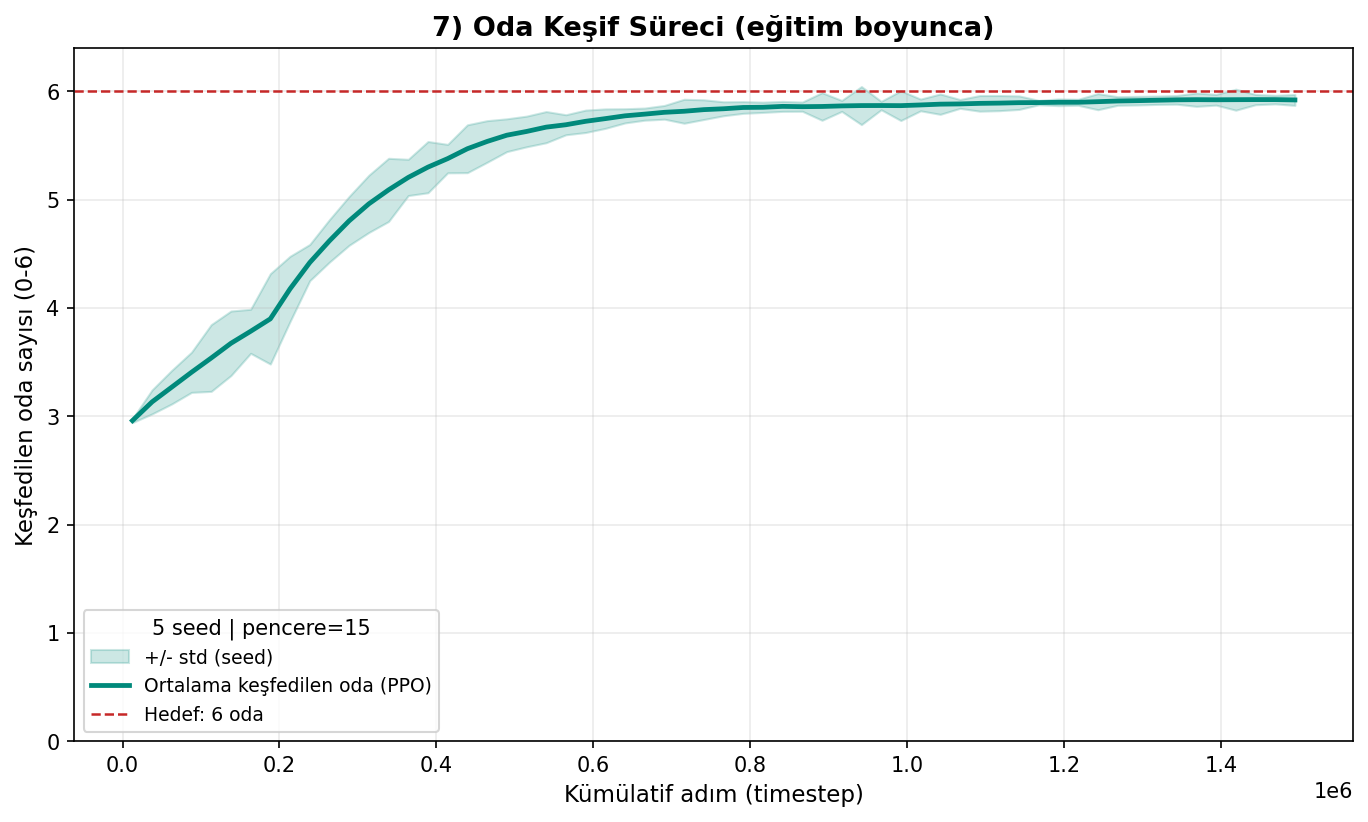 7) Oda Keşif Süreci (eğitim boyunca)
Keşfedilen oda sayısı (0-6)
6
5
4
3
2
1
0
5 seed | pencere=15
+/- std (seed)
Ortalama keşfedilen oda (PPO)
Hedef: 6 oda
0.0 0.2 0.4 0.6 0.8 1.0 1.2 1.4
1e6
Kümülatif adım (timestep)